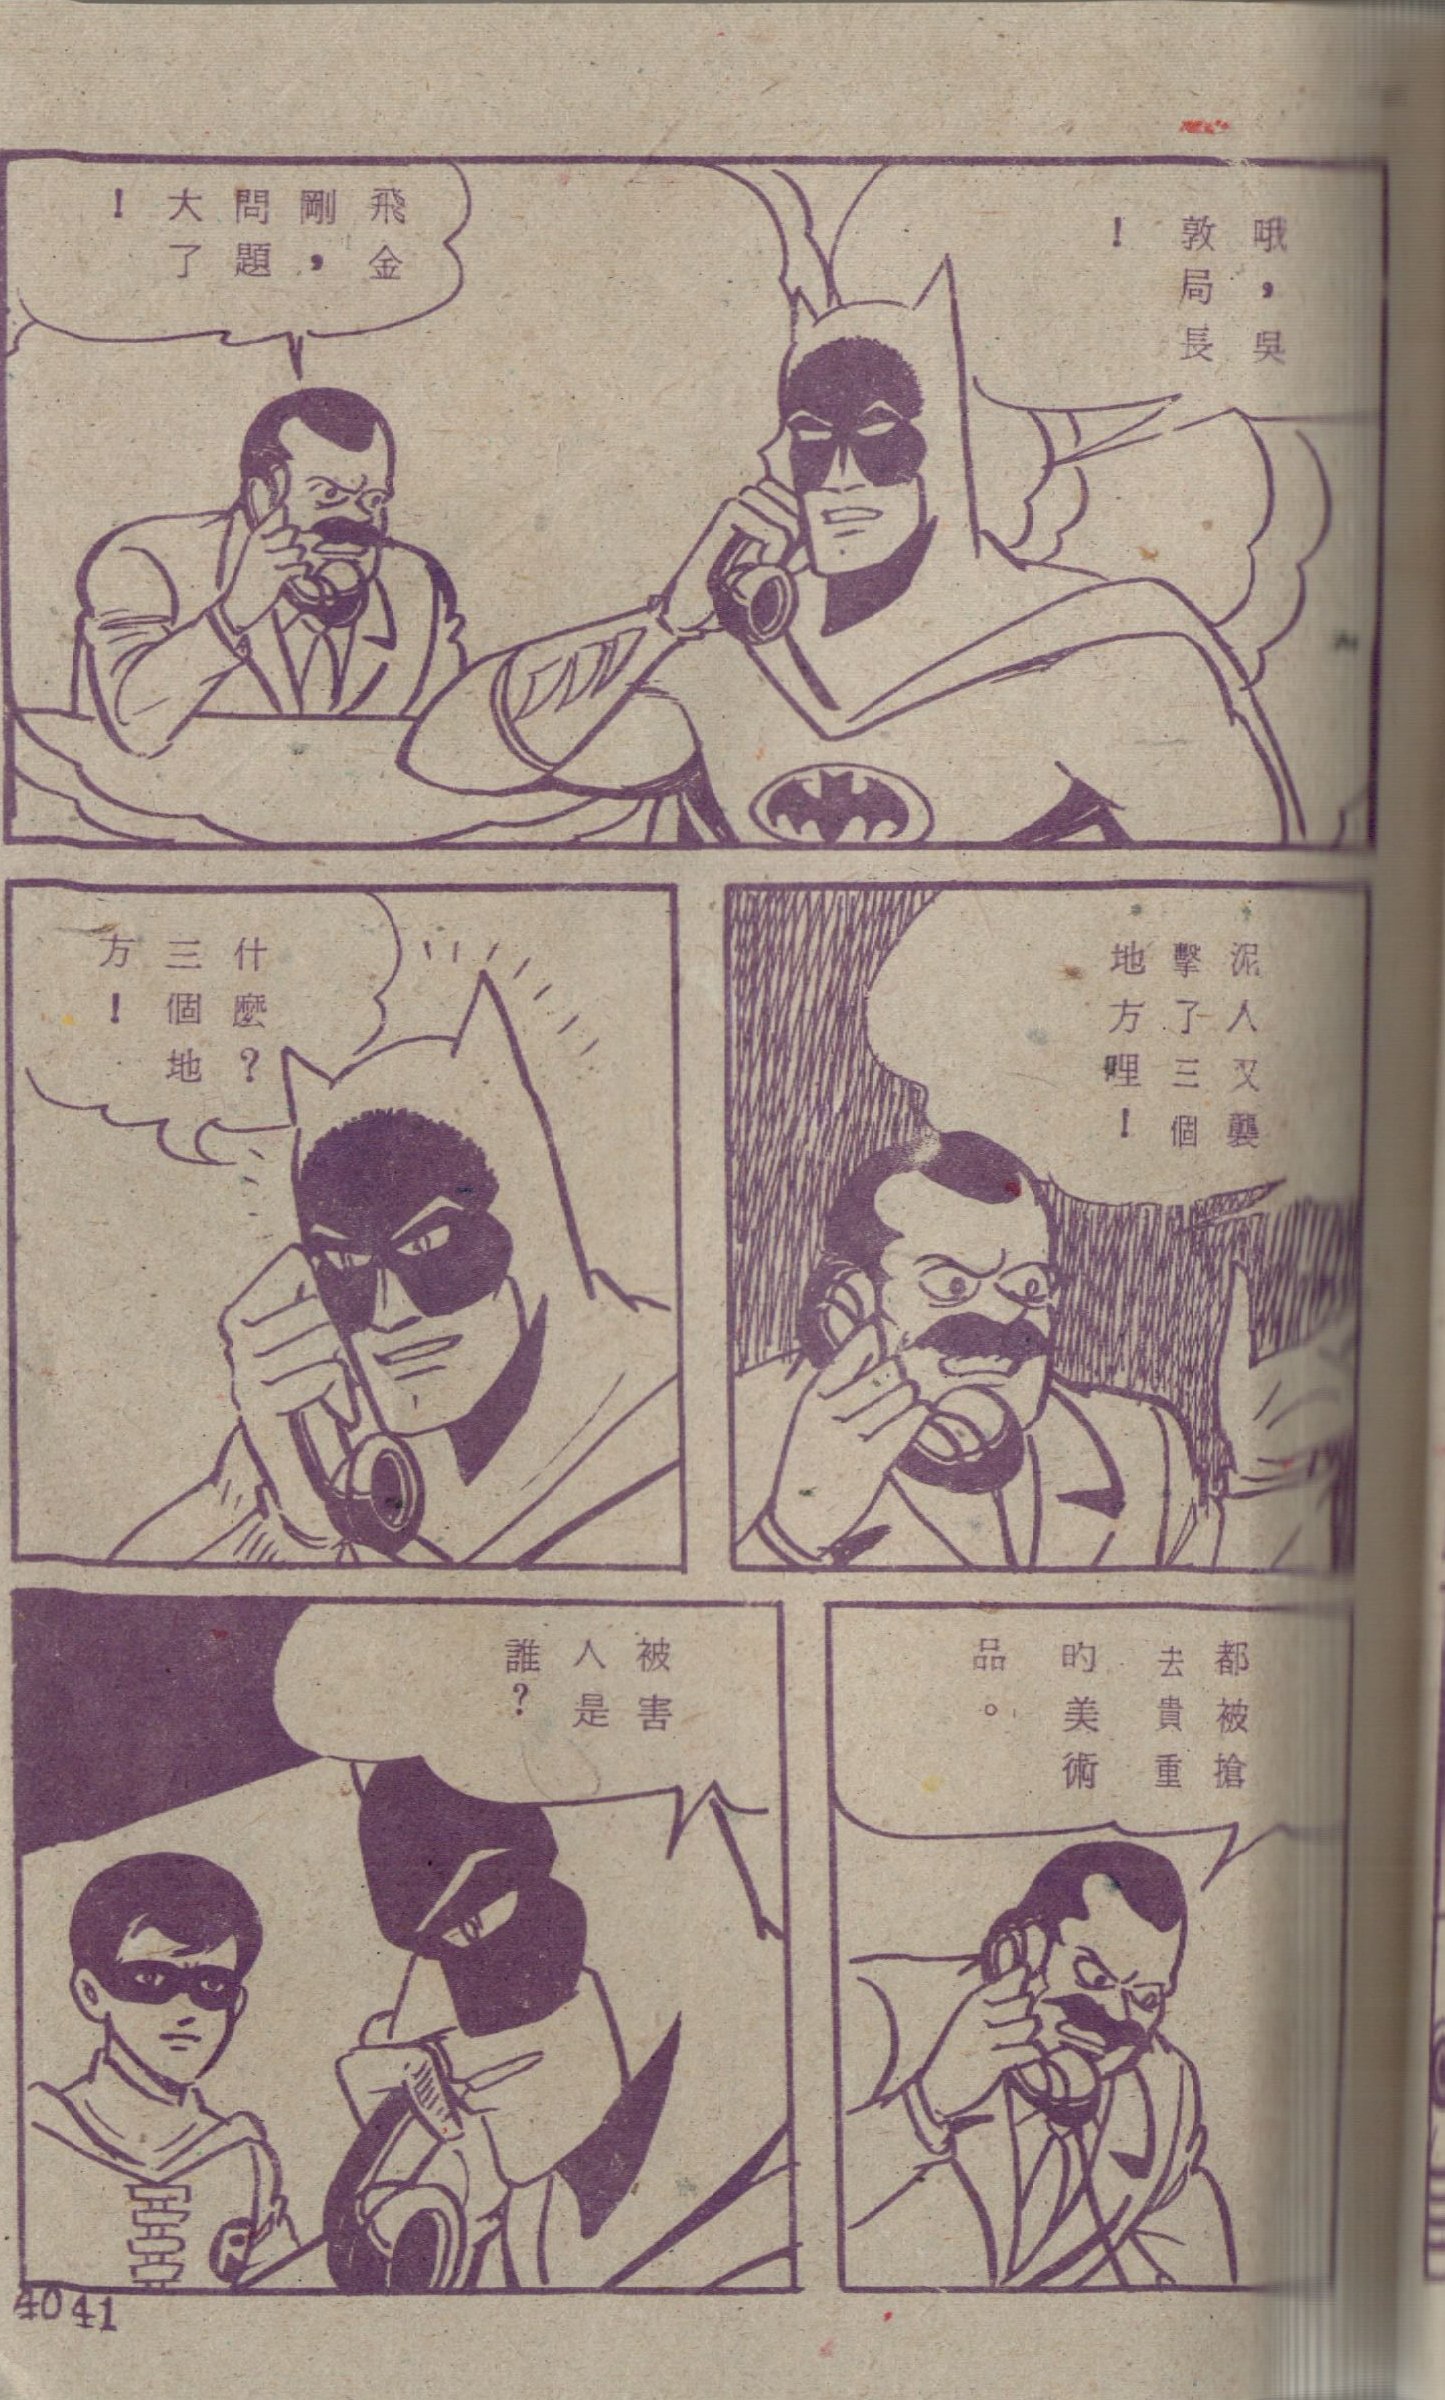 哦，吳
敦局長
！
飛金
剛，
問題
大了
！
泥人又襲
擊了三個
地方哩！
什麼？
三個地
方！
都被搶
去貴重
的美術
品。
被害
人是
誰？
R
4041